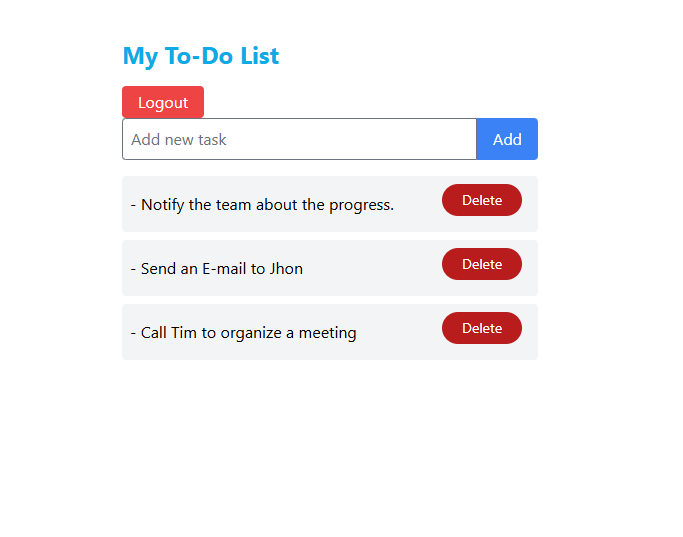 My To-Do List
Logout
Add new task
Add
- Notify the team about the progress.
Delete
- Send an E-mail to Jhon
Delete
- Call Tim to organize a meeting
Delete